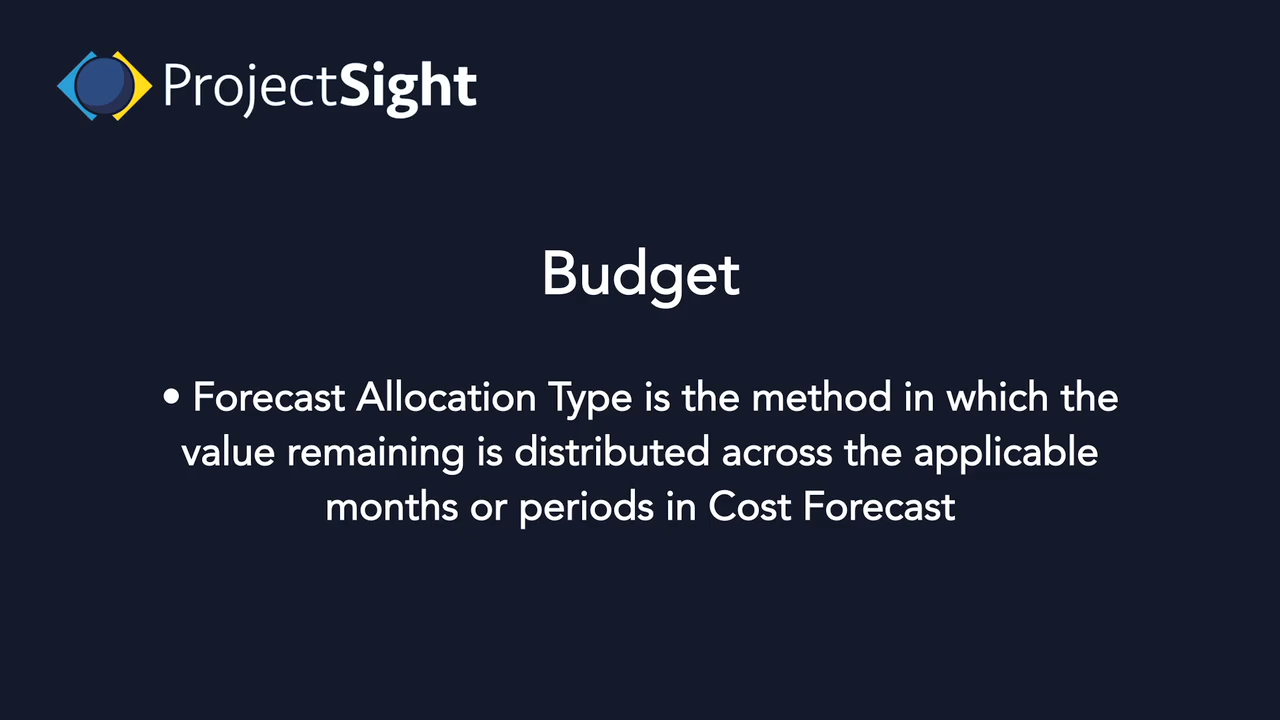 ProjectSight
Budget
• Forecast Allocation Type is the method in which the
value remaining is distributed across the applicable
months or periods in Cost Forecast